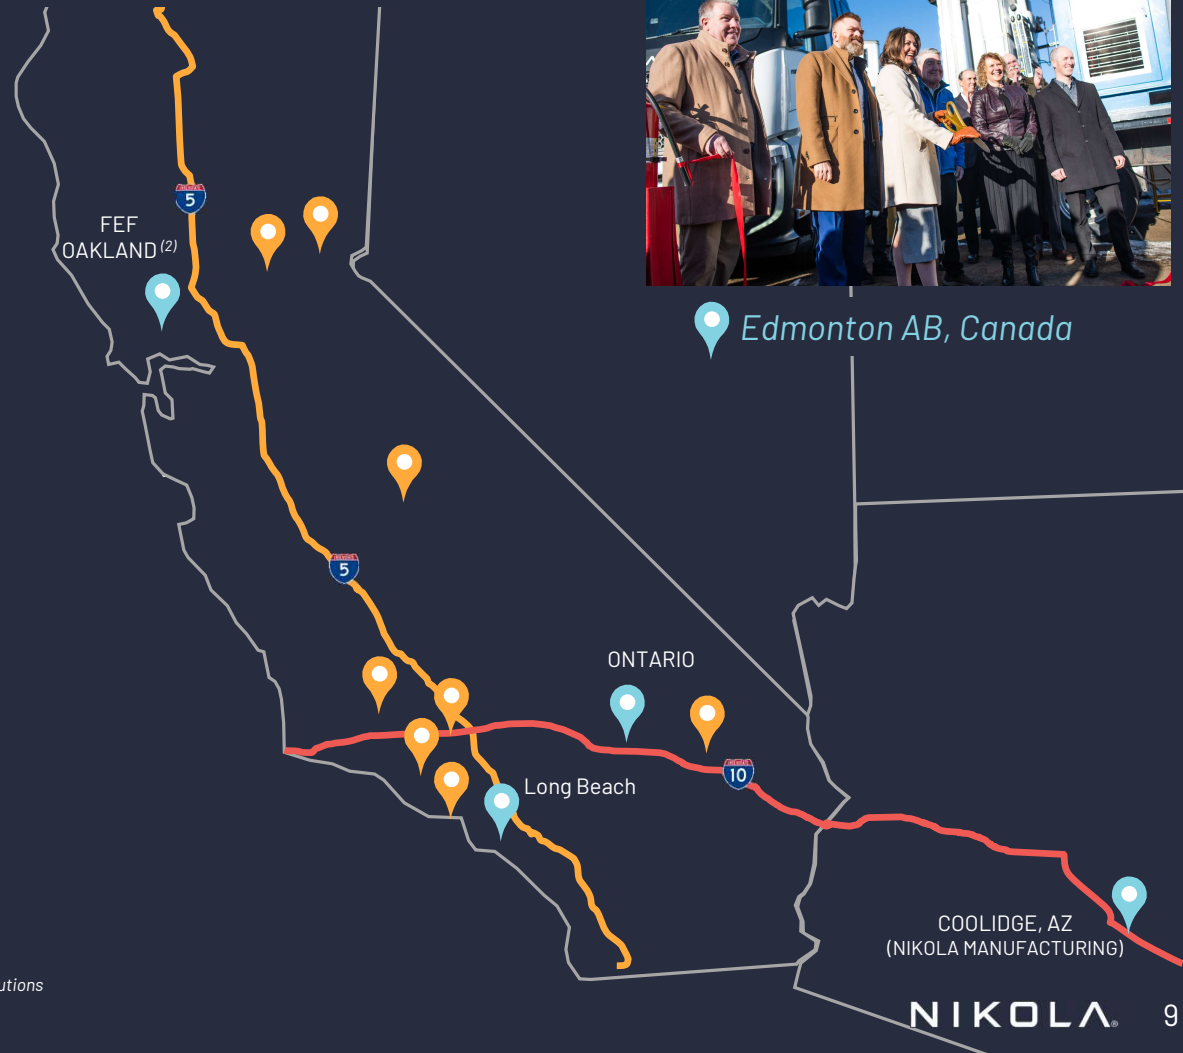 5
FEF
OAKLAND (2)
Edmonton AB, Canada
5
ONTARIO
10
Long Beach
COOLIDGE, AZ
(NIKOLA MANUFACTURING)
utions
NIKOLA®
9